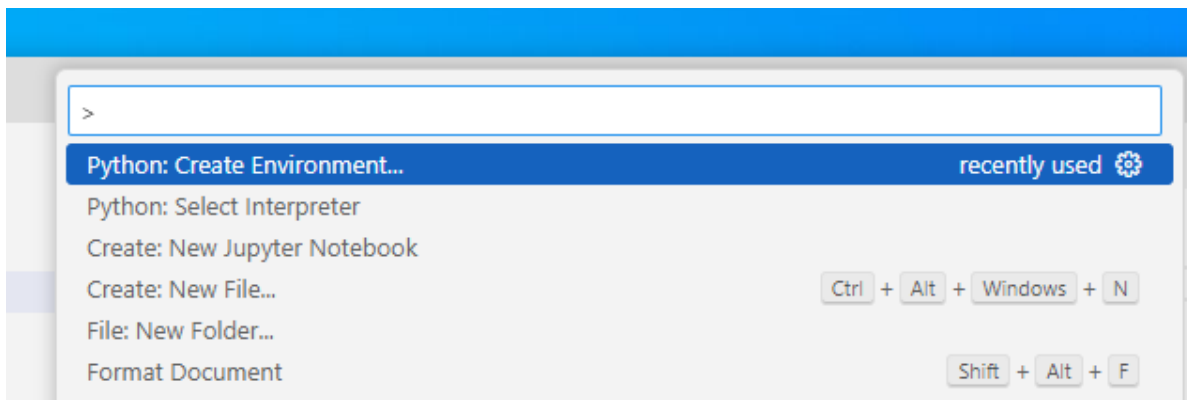 >
Python: Create Environment... recently used
Python: Select Interpreter
Create: New Jupyter Notebook
Create: New File... Ctrl + Alt + Windows + N
File: New Folder...
Format Document Shift + Alt + F